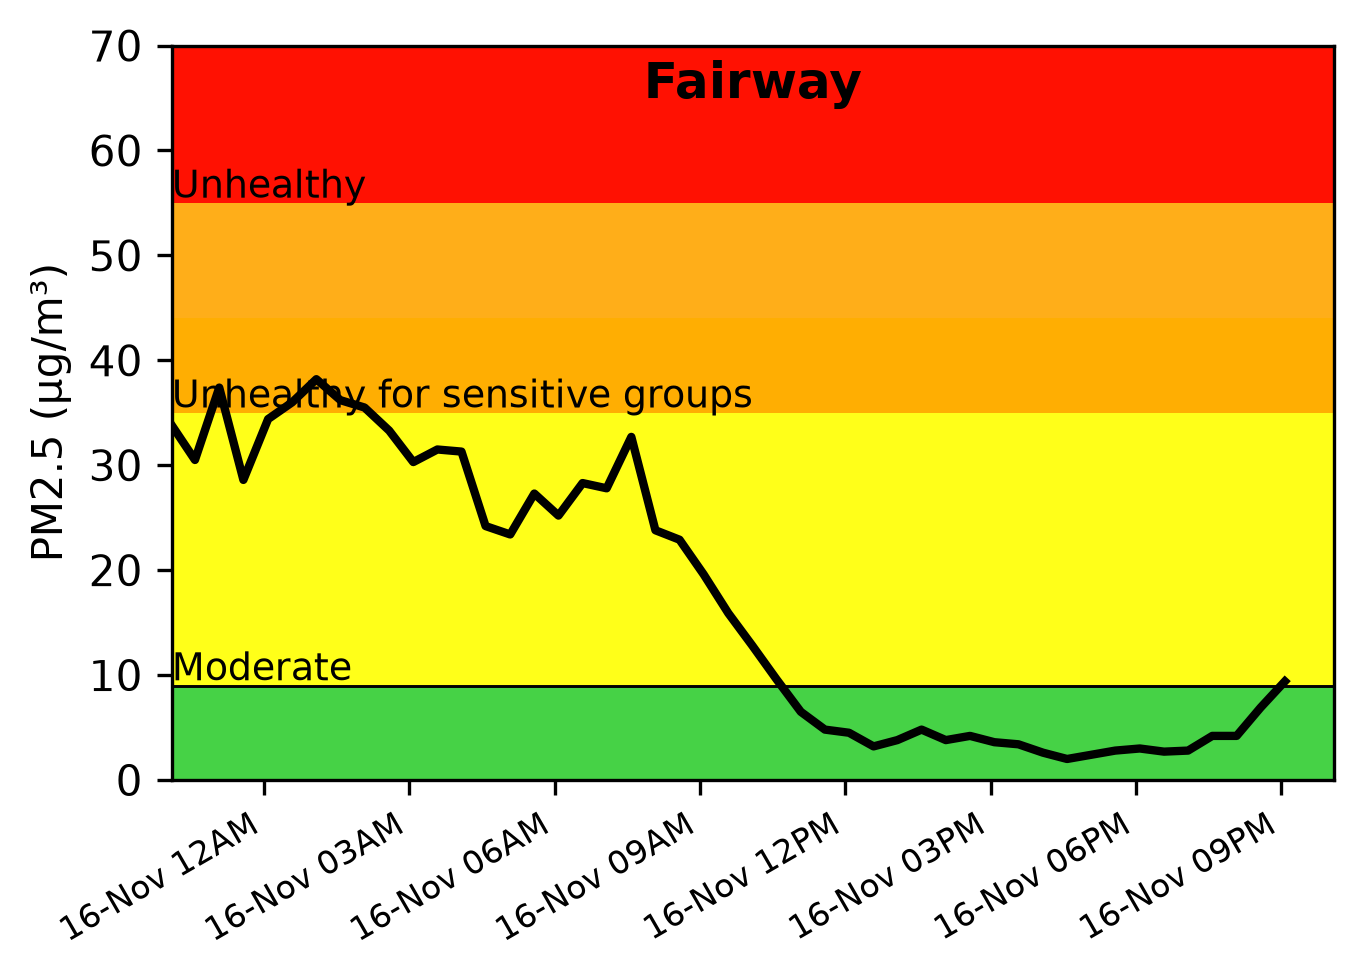 Fairway
70
60
50
40
30
20
10
0
PM2.5 (µg/m³)
Unhealthy
Unhealthy for sensitive groups
Moderate
16-Nov 12AM
16-Nov 03AM
16-Nov 06AM
16-Nov 09AM
16-Nov 12PM
16-Nov 03PM
16-Nov 06PM
16-Nov 09PM